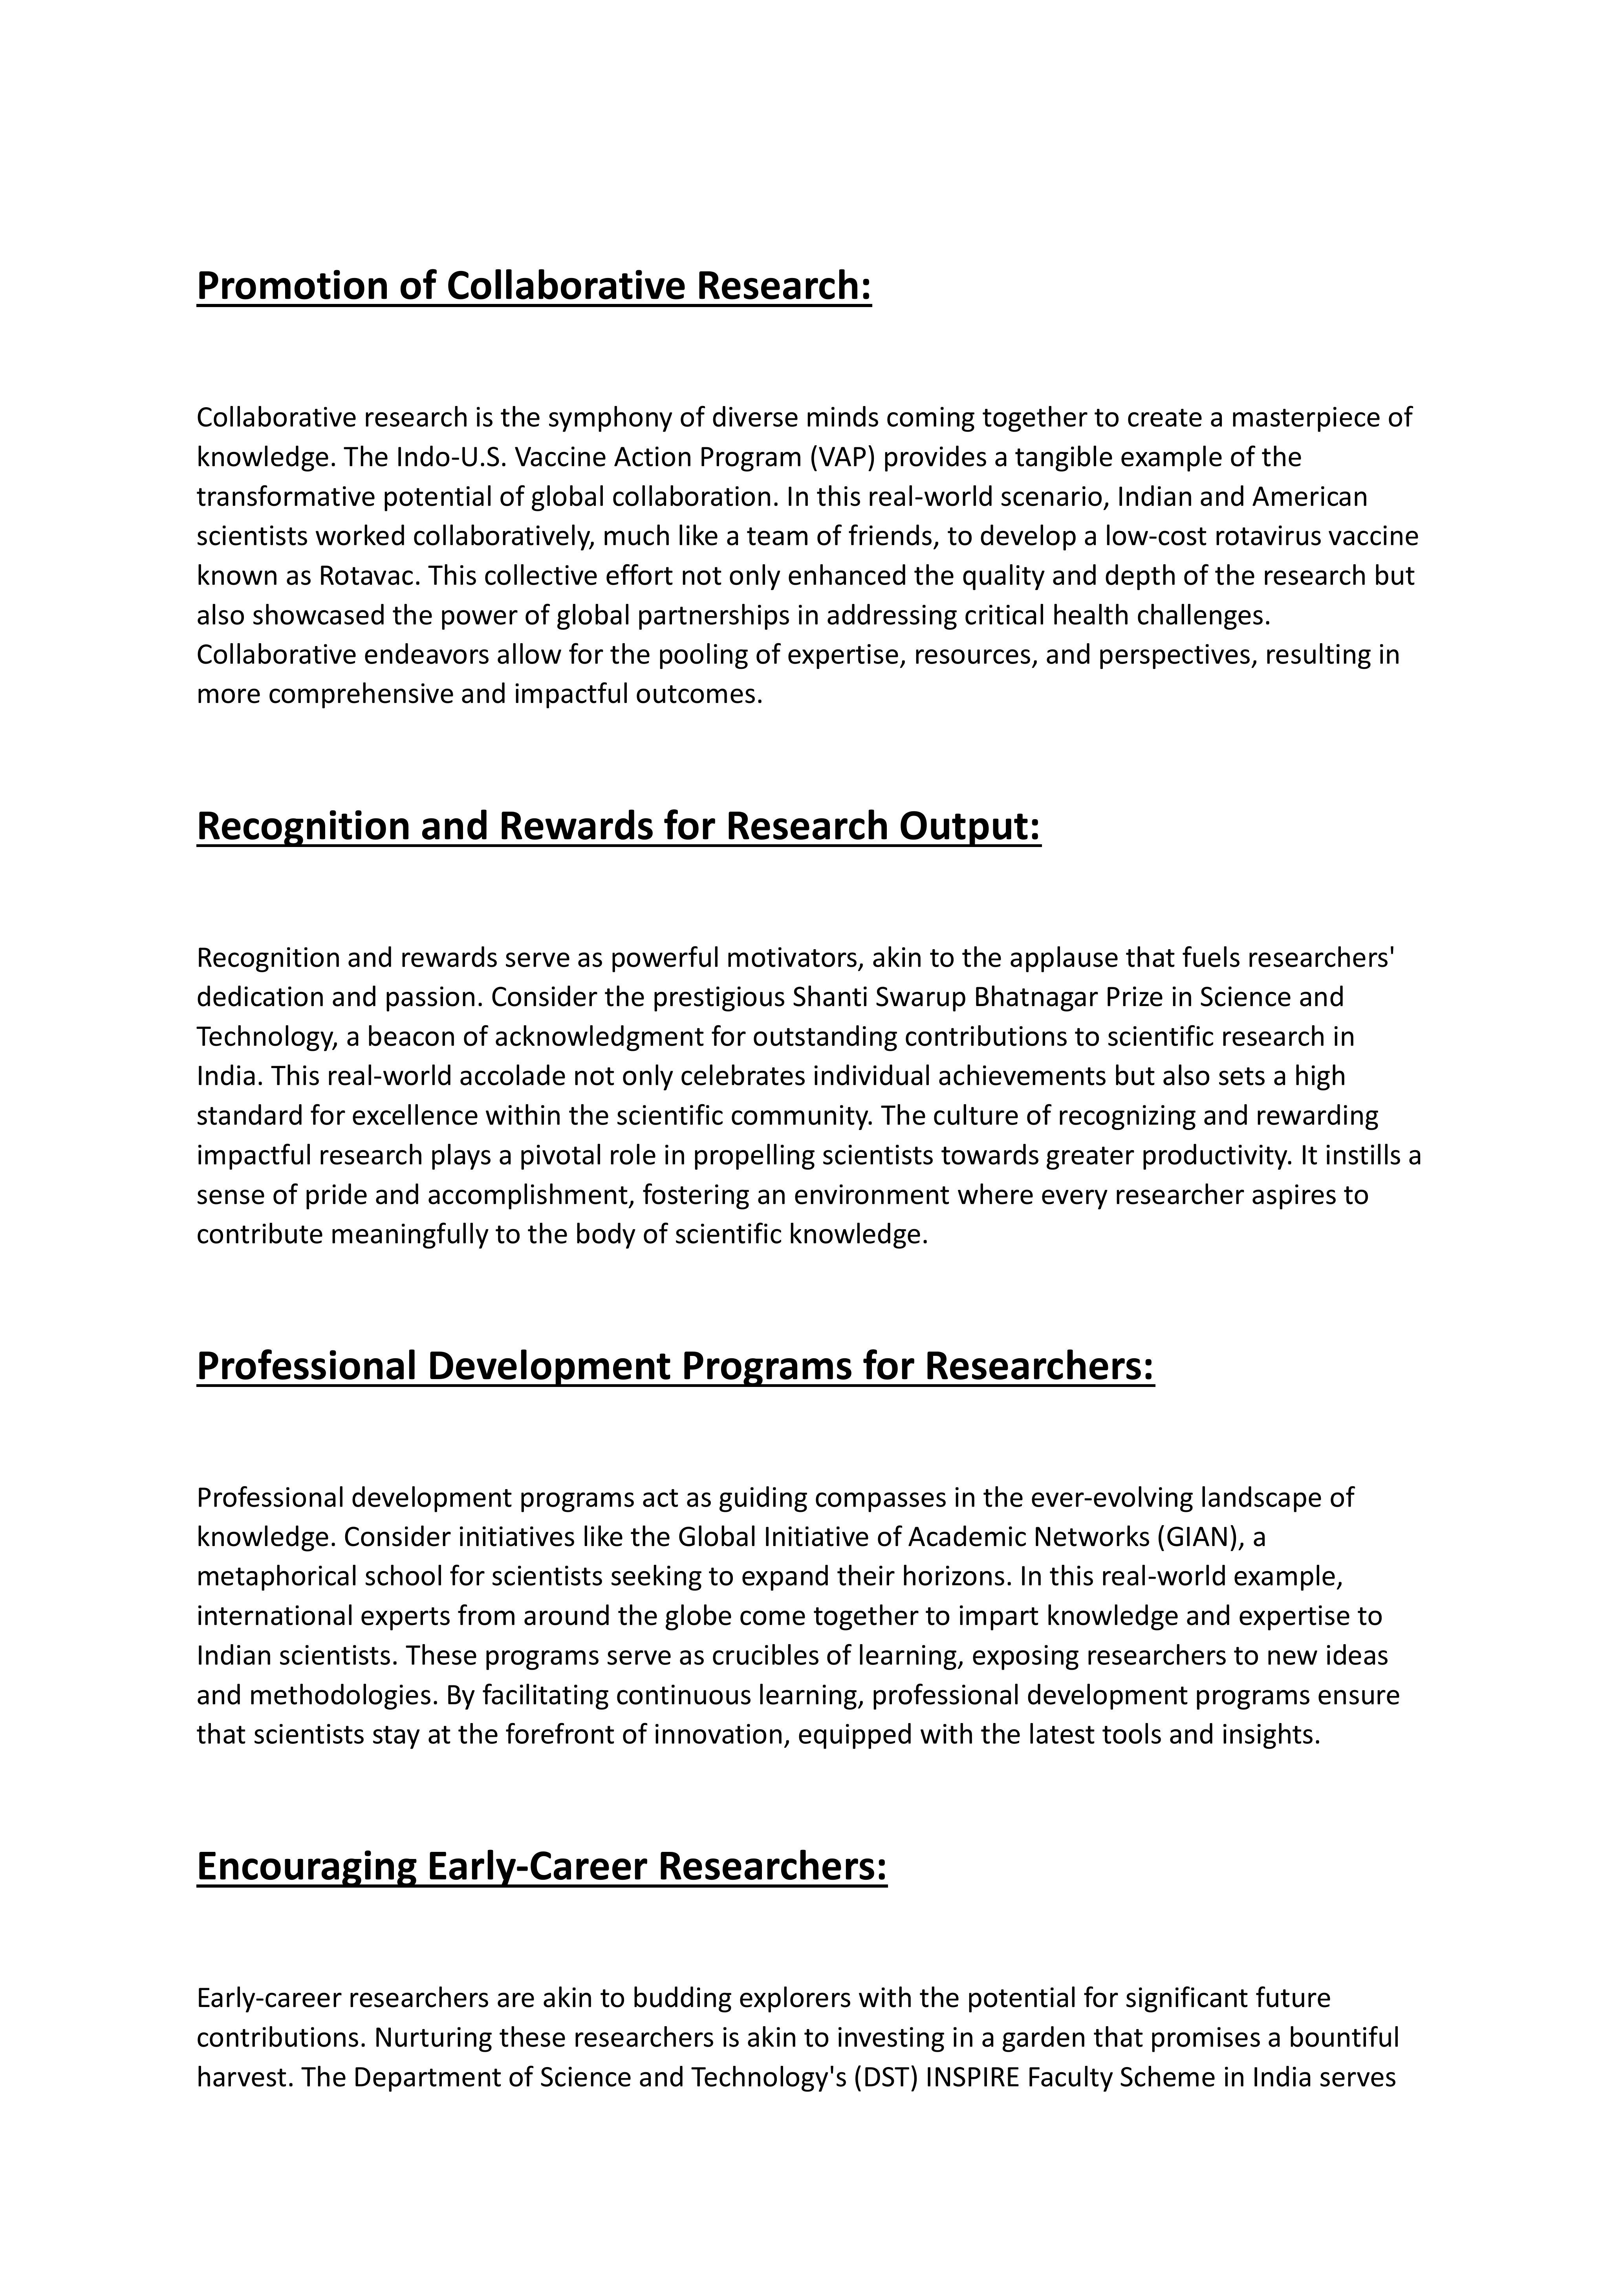 Promotion of Collaborative Research:
Collaborative research is the symphony of diverse minds coming together to create a masterpiece of
knowledge. The Indo-U.S. Vaccine Action Program (VAP) provides a tangible example of the
transformative potential of global collaboration. In this real-world scenario, Indian and American
scientists worked collaboratively, much like a team of friends, to develop a low-cost rotavirus vaccine
known as Rotavac. This collective effort not only enhanced the quality and depth of the research but
also showcased the power of global partnerships in addressing critical health challenges.
Collaborative endeavors allow for the pooling of expertise, resources, and perspectives, resulting in
more comprehensive and impactful outcomes.
Recognition and Rewards for Research Output:
Recognition and rewards serve as powerful motivators, akin to the applause that fuels researchers'
dedication and passion. Consider the prestigious Shanti Swarup Bhatnagar Prize in Science and
Technology, a beacon of acknowledgment for outstanding contributions to scientific research in
India. This real-world accolade not only celebrates individual achievements but also sets a high
standard for excellence within the scientific community. The culture of recognizing and rewarding
impactful research plays a pivotal role in propelling scientists towards greater productivity. It instills a
sense of pride and accomplishment, fostering an environment where every researcher aspires to
contribute meaningfully to the body of scientific knowledge.
Professional Development Programs for Researchers:
Professional development programs act as guiding compasses in the ever-evolving landscape of
knowledge. Consider initiatives like the Global Initiative of Academic Networks (GIAN), a
metaphorical school for scientists seeking to expand their horizons. In this real-world example,
international experts from around the globe come together to impart knowledge and expertise to
Indian scientists. These programs serve as crucibles of learning, exposing researchers to new ideas
and methodologies. By facilitating continuous learning, professional development programs ensure
that scientists stay at the forefront of innovation, equipped with the latest tools and insights.
Encouraging Early-Career Researchers:
Early-career researchers are akin to budding explorers with the potential for significant future
contributions. Nurturing these researchers is akin to investing in a garden that promises a bountiful
harvest. The Department of Science and Technology's (DST) INSPIRE Faculty Scheme in India serves